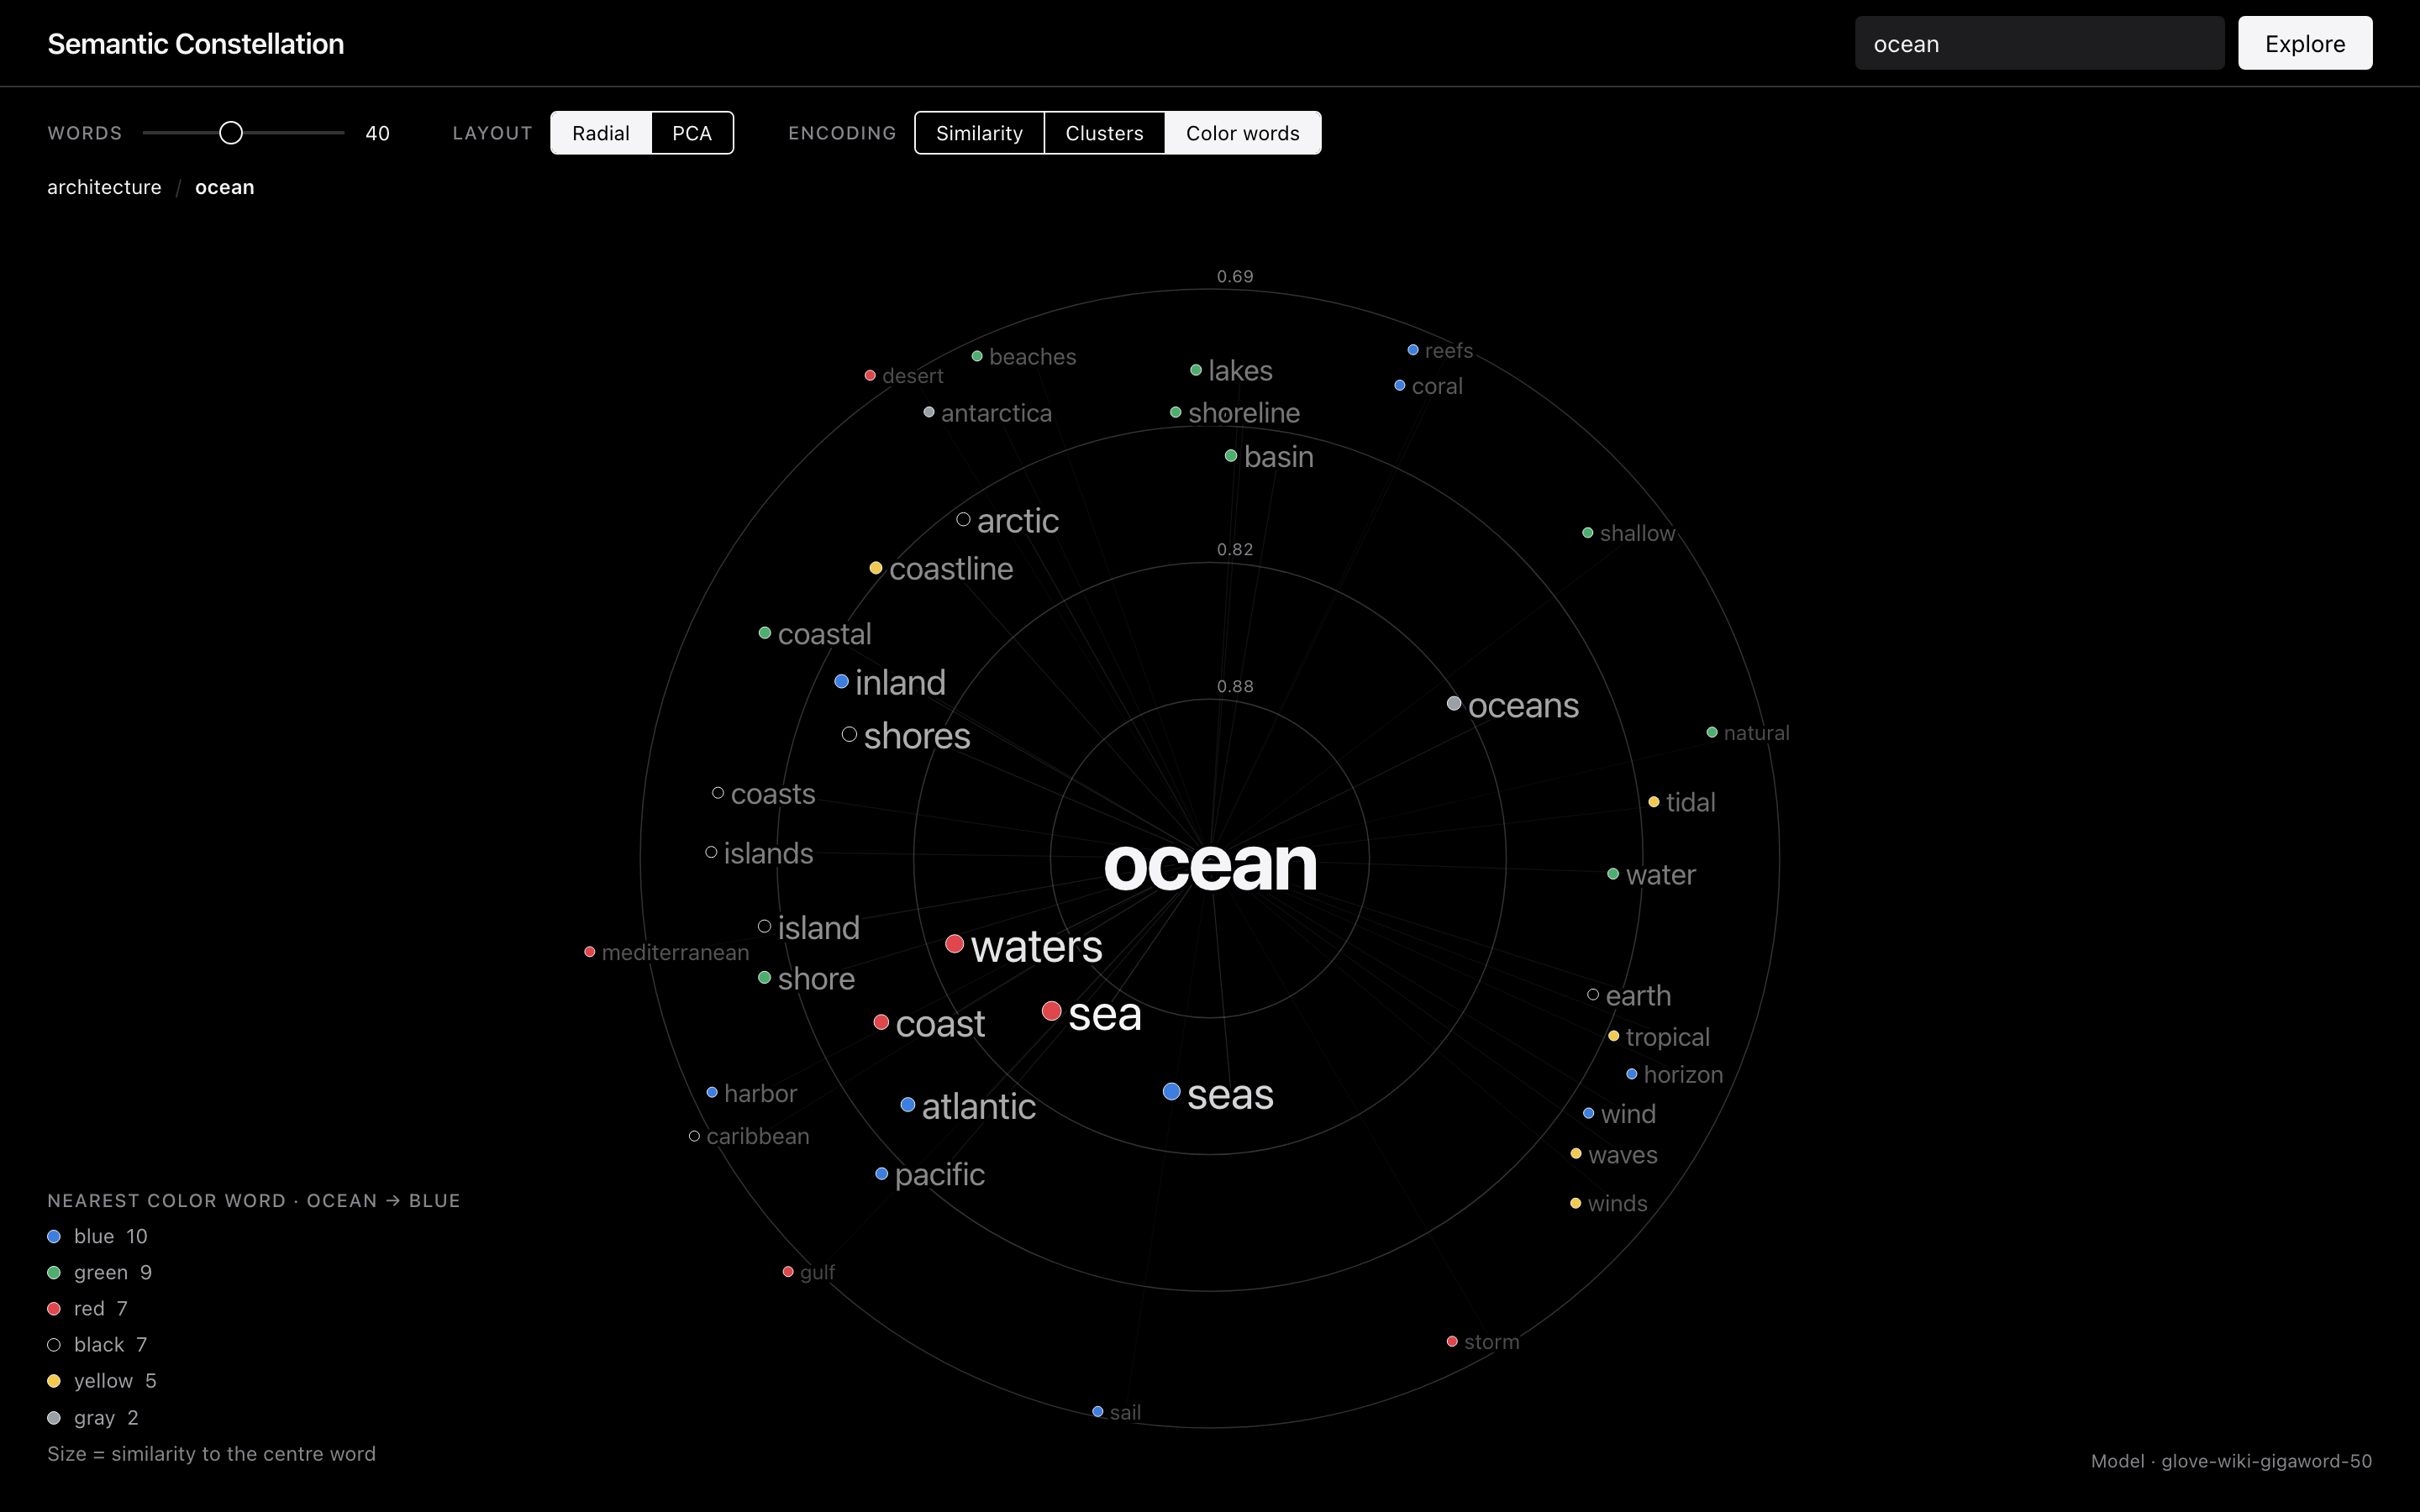 Semantic Constellation
ocean
Explore
WORDS
40
LAYOUT
Radial
PCA
ENCODING
Similarity
Clusters
Color words
architecture / ocean
0.69
reefs
beaches
lakes
desert
coral
antarctica
shoreline
basin
arctic
shallow
0.82
coastline
coastal
inland
0.88
oceans
shores
natural
coasts
tidal
islands
ocean
water
island
waters
mediterranean
shore
earth
sea
coast
tropical
horizon
harbor
seas
atlantic
wind
caribbean
waves
pacific
winds
NEAREST COLOR WORD · OCEAN → BLUE
blue 10
green 9
gulf
red 7
black 7
storm
yellow 5
sail
gray 2
Size = similarity to the centre word
Model · glove-wiki-gigaword-50